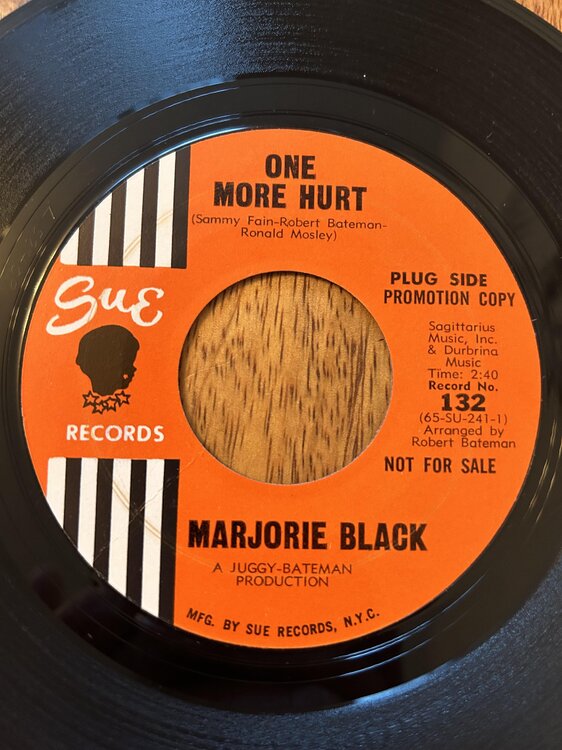 ONE
MORE HURT
(Sammy Fain-Robert Bateman-
Ronald Mosley)
Sue
RECORDS
PLUG SIDE
PROMOTION COPY
Sagittarius
Music, Inc.
& Durbrina
Music
Time: 2:40
Record No.
132
(65-SU-241-1)
Arranged by
Robert Bateman
NOT FOR SALE
MARJORIE BLACK
A JUGGY-BATEMAN
PRODUCTION
MFG. BY SUE RECORDS, N.Y.C.